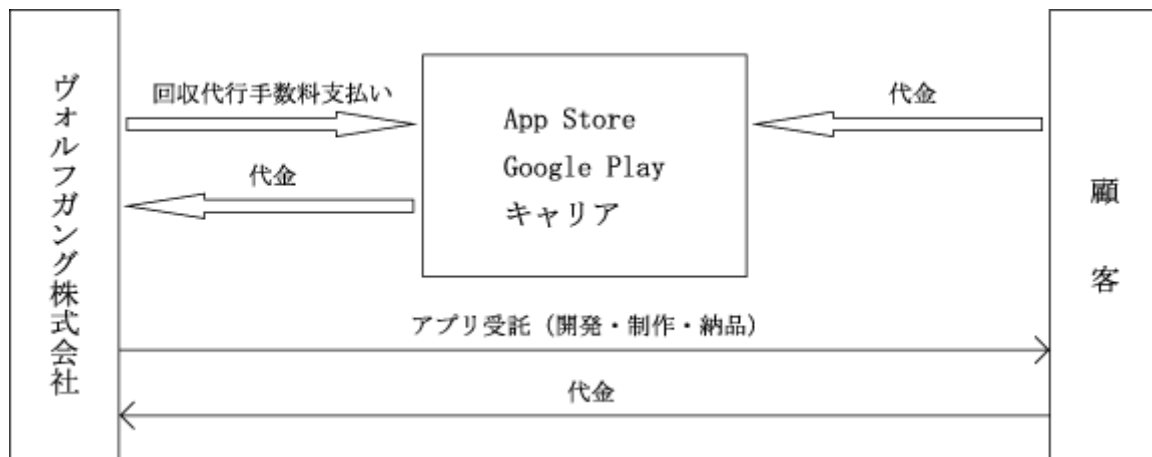 ヴォルフガング株式会社
回収代行手数料支払い
代金
App Store
Google Play
キャリア
代金
アプリ受託（開発・制作・納品）
代金
顧客